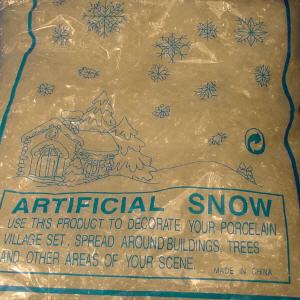 ARTIFICIAL SNOW
USE THIS PRODUCT TO DECORATE YOUR PORCELAIN
VILLAGE SET. SPREAD AROUND BUILDINGS, TREES
AND OTHER AREAS OF YOUR SCENE.
MADE IN CHINA